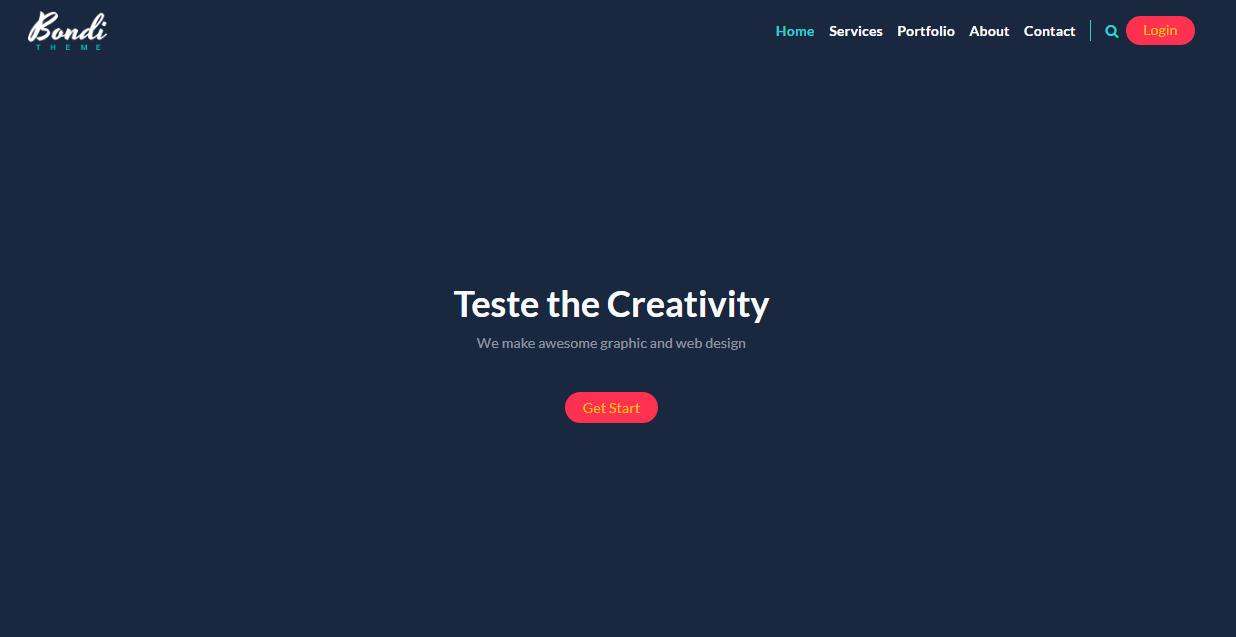 Bondi
THEME
Home Services Portfolio About Contact Login
Teste the Creativity
We make awesome graphic and web design
Get Start